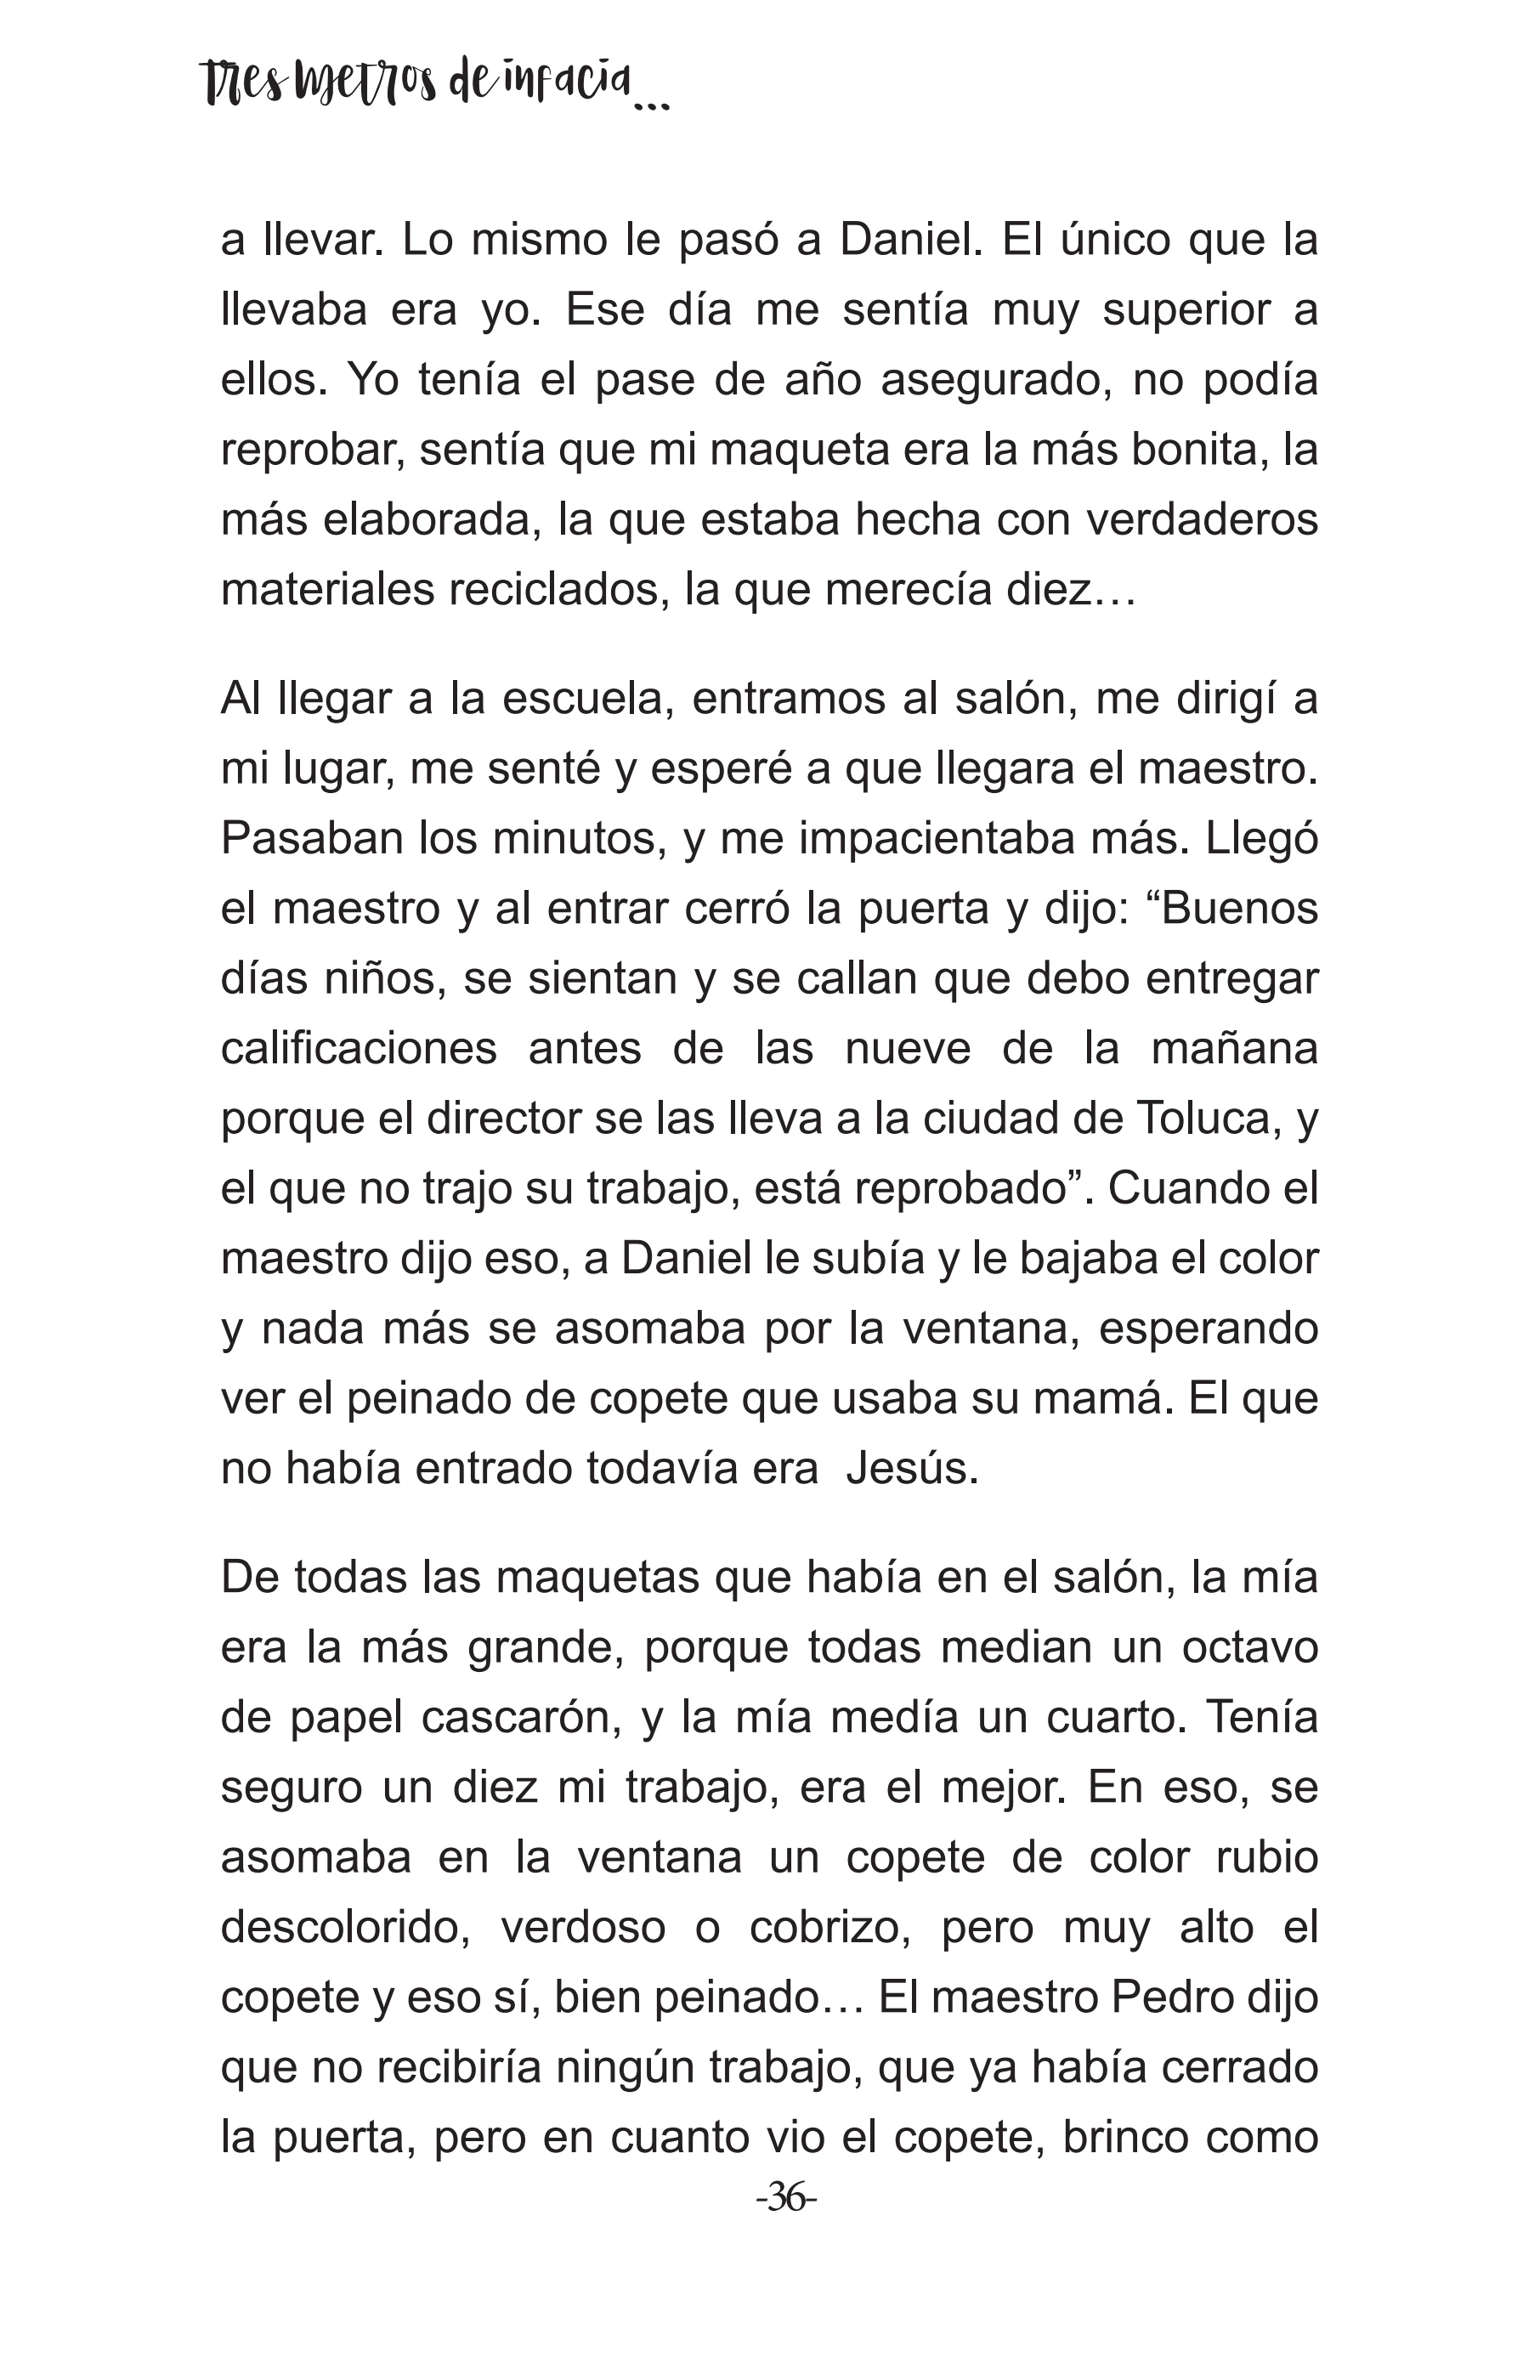 Tres metros de infacia...
a llevar. Lo mismo le pasó a Daniel. El único que la
llevaba era yo. Ese día me sentía muy superior a
ellos. Yo tenía el pase de año asegurado, no podía
reprobar, sentía que mi maqueta era la más bonita, la
más elaborada, la que estaba hecha con verdaderos
materiales reciclados, la que merecía diez…
Al llegar a la escuela, entramos al salón, me dirigí a
mi lugar, me senté y esperé a que llegara el maestro.
Pasaban los minutos, y me impacientaba más. Llegó
el maestro y al entrar cerró la puerta y dijo: “Buenos
días niños, se sientan y se callan que debo entregar
calificaciones antes de las nueve de la mañana
porque el director se las lleva a la ciudad de Toluca, y
el que no trajo su trabajo, está reprobado”. Cuando el
maestro dijo eso, a Daniel le subía y le bajaba el color
y nada más se asomaba por la ventana, esperando
ver el peinado de copete que usaba su mamá. El que
no había entrado todavía era  Jesús.
De todas las maquetas que había en el salón, la mía
era la más grande, porque todas median un octavo
de papel cascarón, y la mía medía un cuarto. Tenía
seguro un diez mi trabajo, era el mejor. En eso, se
asomaba en la ventana un copete de color rubio
descolorido, verdoso o cobrizo, pero muy alto el
copete y eso sí, bien peinado… El maestro Pedro dijo
que no recibiría ningún trabajo, que ya había cerrado
la puerta, pero en cuanto vio el copete, brinco como
-36-